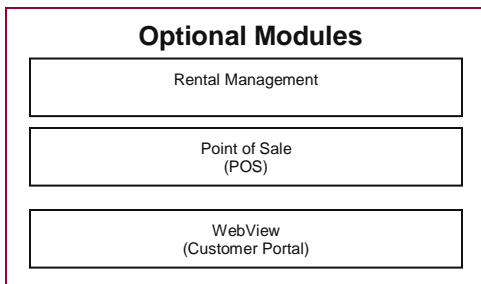 Optional Modules
Rental Management
Point of Sale
(POS)
WebView
(Customer Portal)